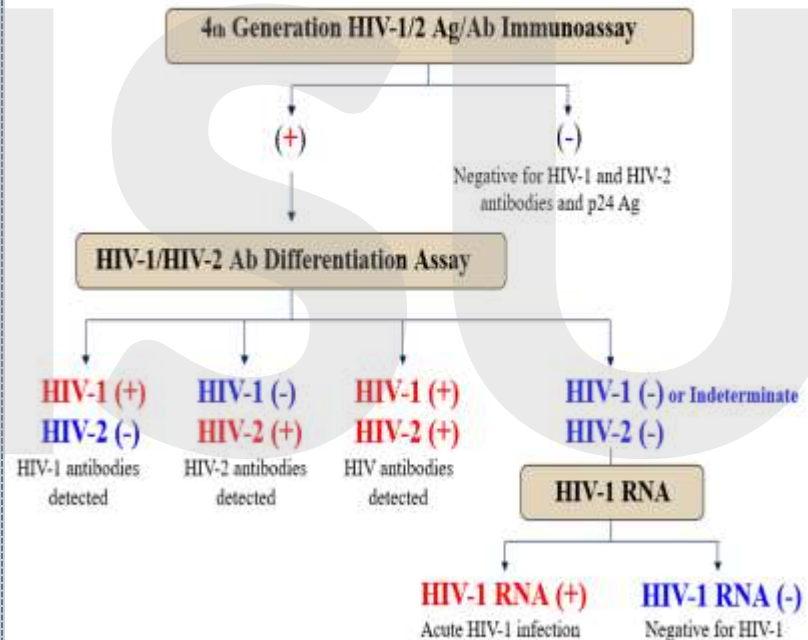 4th Generation HIV-1/2 Ag/Ab Immunoassay
(+)
(-)
Negative for HIV-1 and HIV-2
antibodies and p24 Ag
HIV-1/HIV-2 Ab Differentiation Assay
HIV-1 (+)
HIV-2 (-)
HIV-1 antibodies
detected
HIV-1 (-)
HIV-2 (+)
HIV-2 antibodies
detected
HIV-1 (+)
HIV-2 (+)
HIV antibodies
detected
HIV-1 (-) or Indeterminate
HIV-2 (-)
HIV-1 RNA
HIV-1 RNA (+)
Acute HIV-1 infection
HIV-1 RNA (-)
Negative for HIV-1
ISU